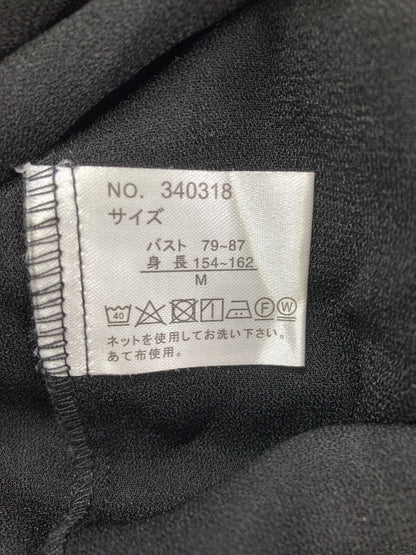 NO. 340318
サイズ
バスト 79~87
身 長 154~162
M
40 F W
ネットを使用してお洗い下さい。
あて布使用。